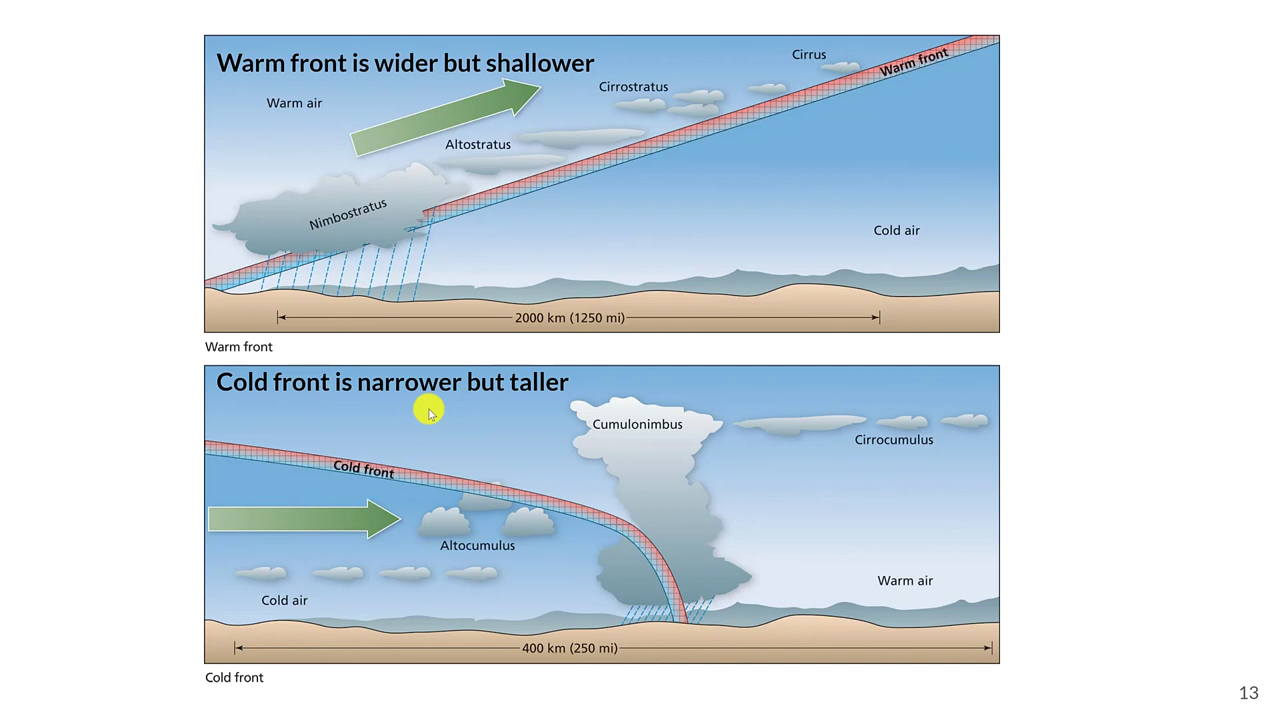 Warm front is wider but shallower
Cirrus
Warm front
Cirrostratus
Warm air
Altostratus
Nimbostratus
Cold air
2000 km (1250 mi)
Warm front
Cold front is narrower but taller
Cumulonimbus
Cirrocumulus
Cold front
Altocumulus
Warm air
Cold air
400 km (250 mi)
Cold front
13